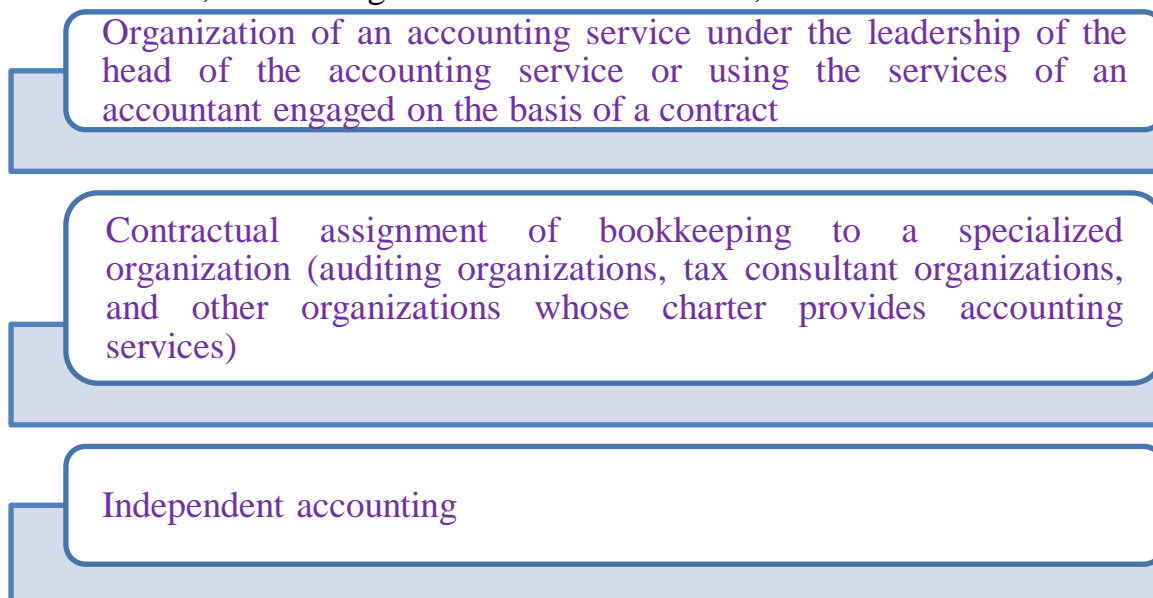 Organization of an accounting service under the leadership of the
head of the accounting service or using the services of an
accountant engaged on the basis of a contract
Contractual assignment of bookkeeping to a specialized
organization (auditing organizations, tax consultant organizations,
and other organizations whose charter provides accounting
services)
Independent accounting